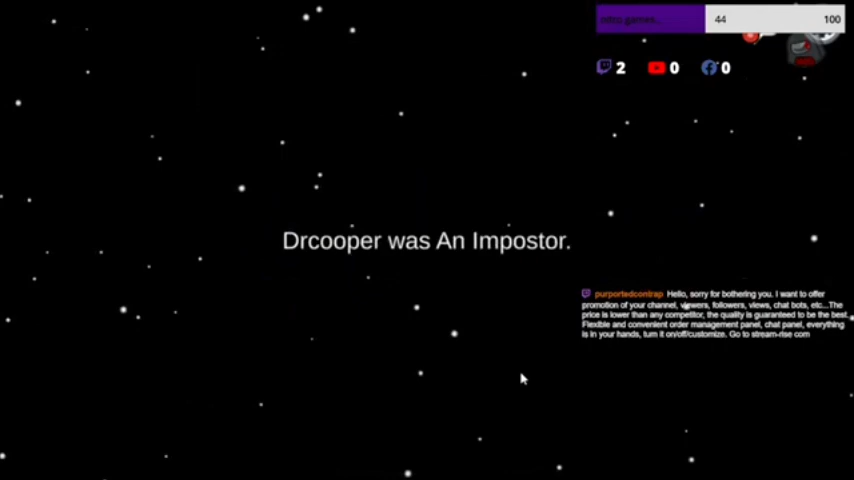 44 100
2 0 0
Drcooper was An Impostor.
purportedcontrap Hello, sorry for bothering you. I want to offer
promotion of your channel, viewers, followers, views, chat bots, etc...The
price is lower than any competitor, the quality is guaranteed to be the best.
Flexible and convenient order management panel, chat panel, everything
is in your hands, turn it on/off/customize. Go to stream-rise com